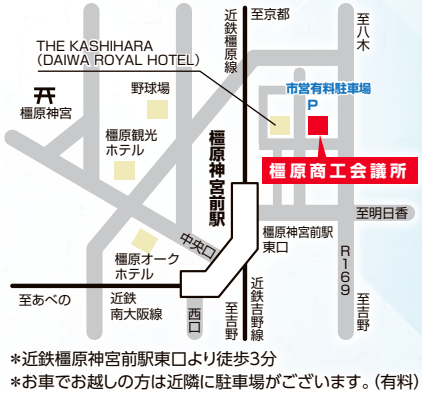 至京都
近鉄橿原線
至八木
THE KASHIHARA
(DAIWA ROYAL HOTEL)
市営有料駐車場
P
野球場
橿原神宮
橿原観光
ホテル
橿原商工会議所
橿原神宮前駅
至明日香
中央口
橿原神宮前駅
東口
橿原オーク
ホテル
R169
至あべの
近鉄
南大阪線
西口
至吉野
近鉄吉野線
至吉野
*近鉄橿原神宮前駅東口より徒歩3分
*お車でお越しの方は近隣に駐車場がございます。(有料)